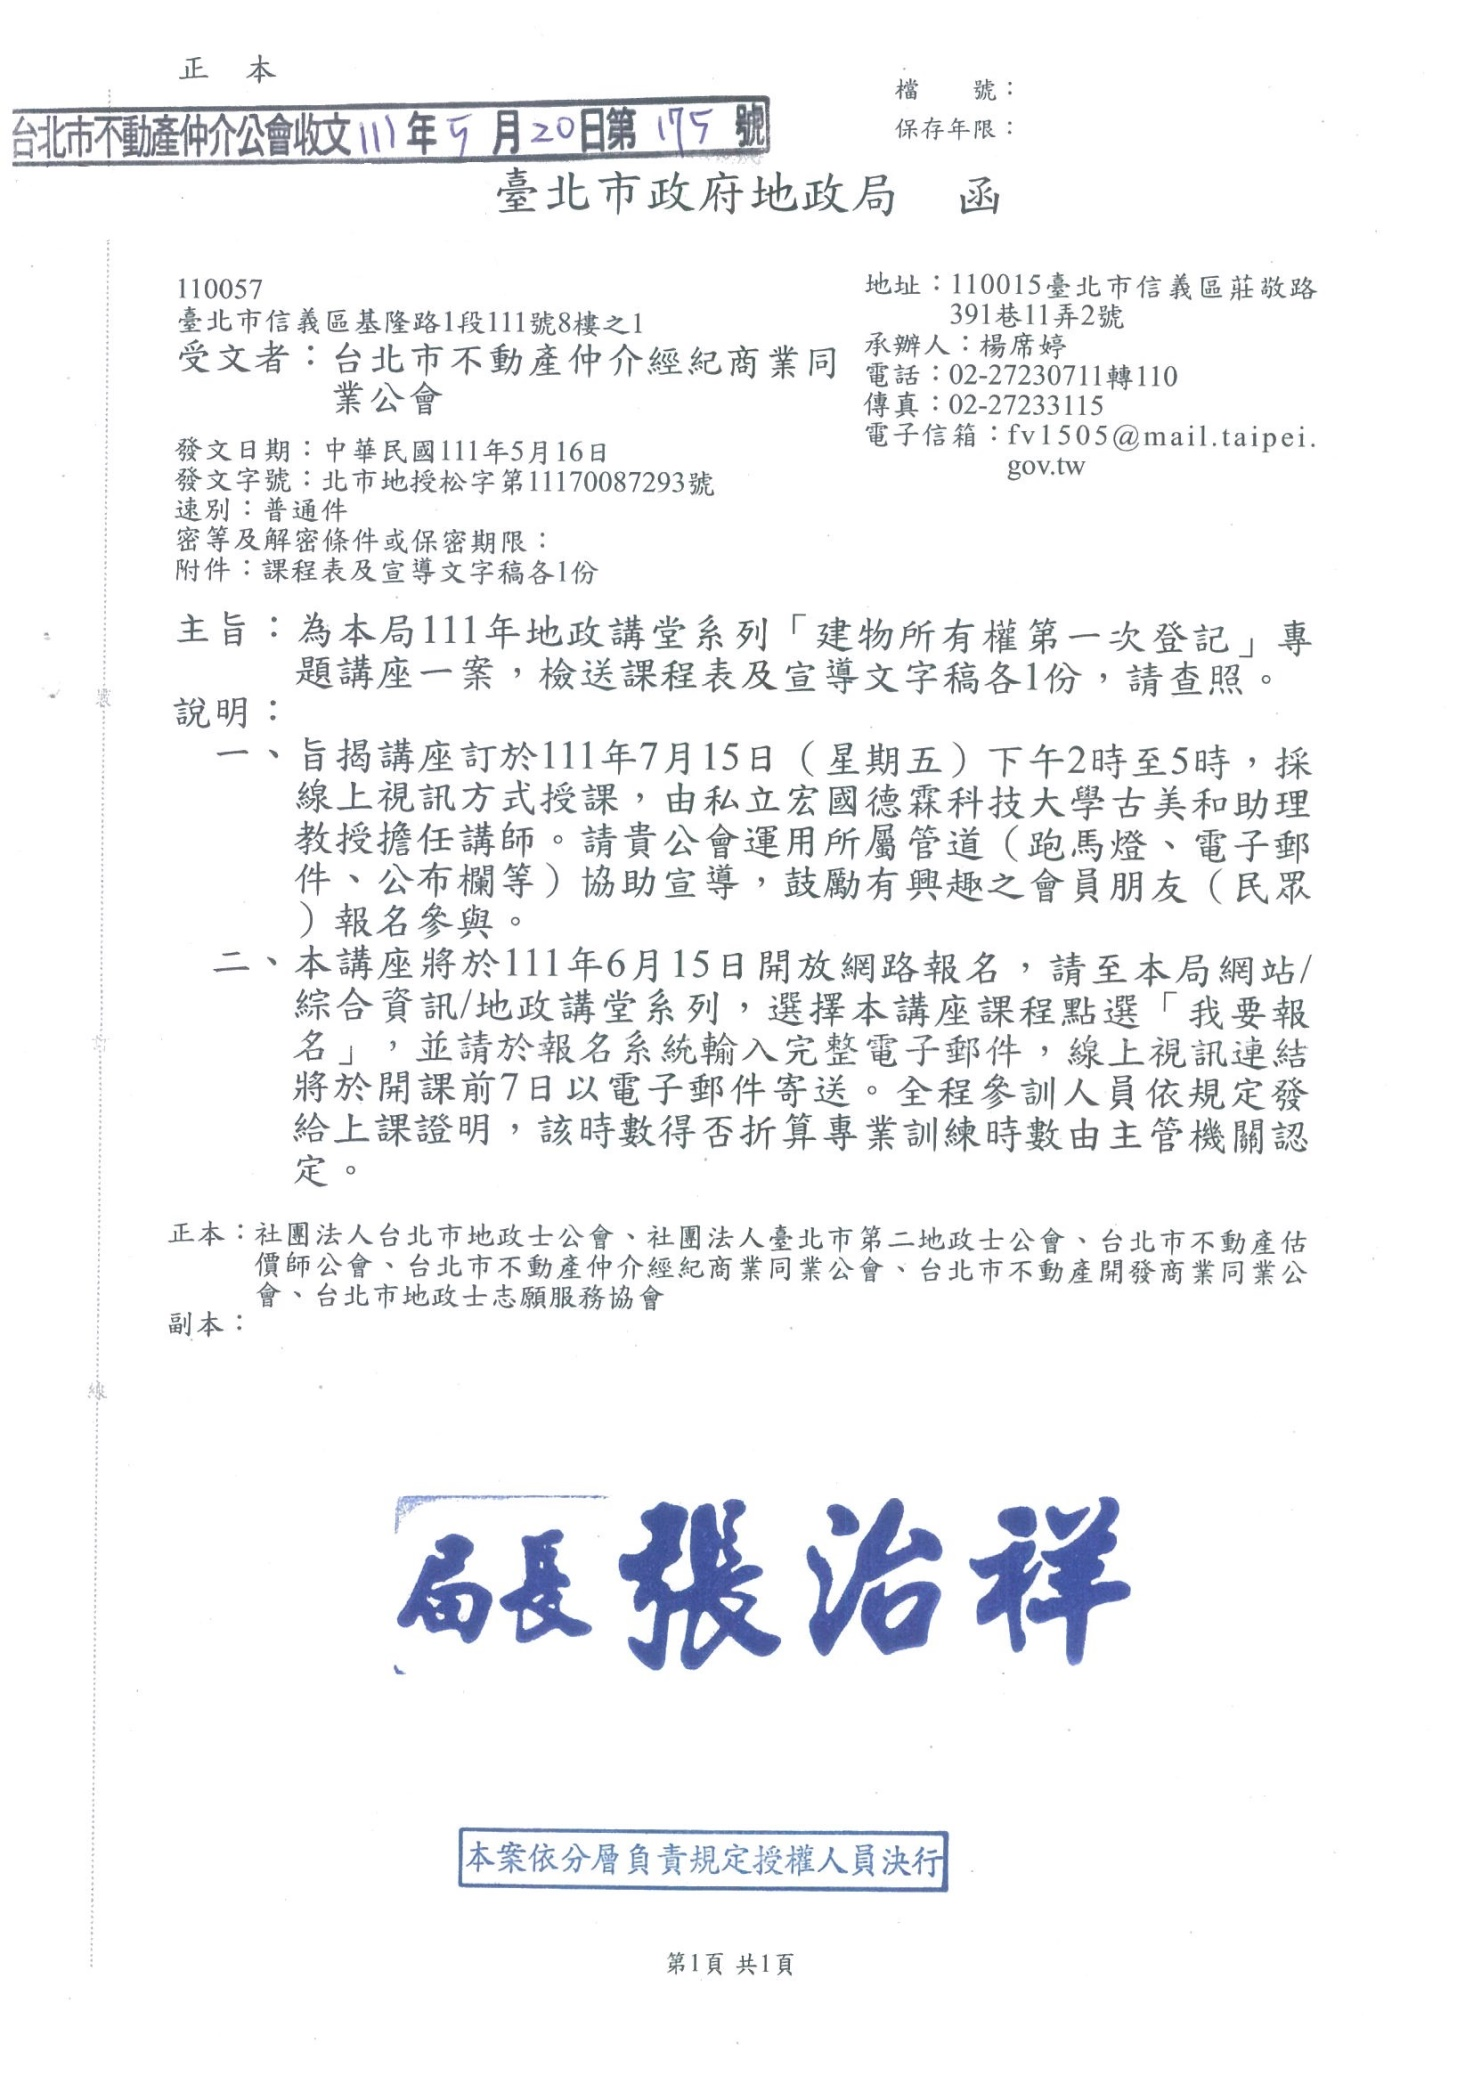 正 本
檔 號：
保存年限：
台北市不動產仲介公會收文111年5月20日第175號
臺北市政府地政局 函
110057
臺北市信義區基隆路1段111號8樓之1
受文者：台北市不動產仲介經紀商業同
業公會
地址：110015臺北市信義區莊敬路
391巷11弄2號
承辦人：楊席婷
電話：02-27230711轉110
傳真：02-27233115
電子信箱：fv1505@mail.taipei.
gov.tw
發文日期：中華民國111年5月16日
發文字號：北市地授松字第11170087293號
速別：普通件
密等及解密條件或保密期限：
附件：課程表及宣導文字稿各1份
主旨：為本局111年地政講堂系列「建物所有權第一次登記」專
題講座一案，檢送課程表及宣導文字稿各1份，請查照。
說明：
一、旨揭講座訂於111年7月15日（星期五）下午2時至5時，採
線上視訊方式授課，由私立宏國德霖科技大學古美和助理
教授擔任講師。請貴公會運用所屬管道（跑馬燈、電子郵
件、公布欄等）協助宣導，鼓勵有興趣之會員朋友（民眾
）報名參與。
二、本講座將於111年6月15日開放網路報名，請至本局網站/
綜合資訊/地政講堂系列，選擇本講座課程點選「我要報
名」，並請於報名系統輸入完整電子郵件，線上視訊連結
將於開課前7日以電子郵件寄送。全程參訓人員依規定發
給上課證明，該時數得否折算專業訓練時數由主管機關認
定。
正本：社團法人台北市地政士公會、社團法人臺北市第二地政士公會、台北市不動產估
價師公會、台北市不動產仲介經紀商業同業公會、台北市不動產開發商業同業公
會、台北市地政士志願服務協會
副本：
裝
訂
線
局長張治祥
本案依分層負責規定授權人員決行
第1頁 共1頁